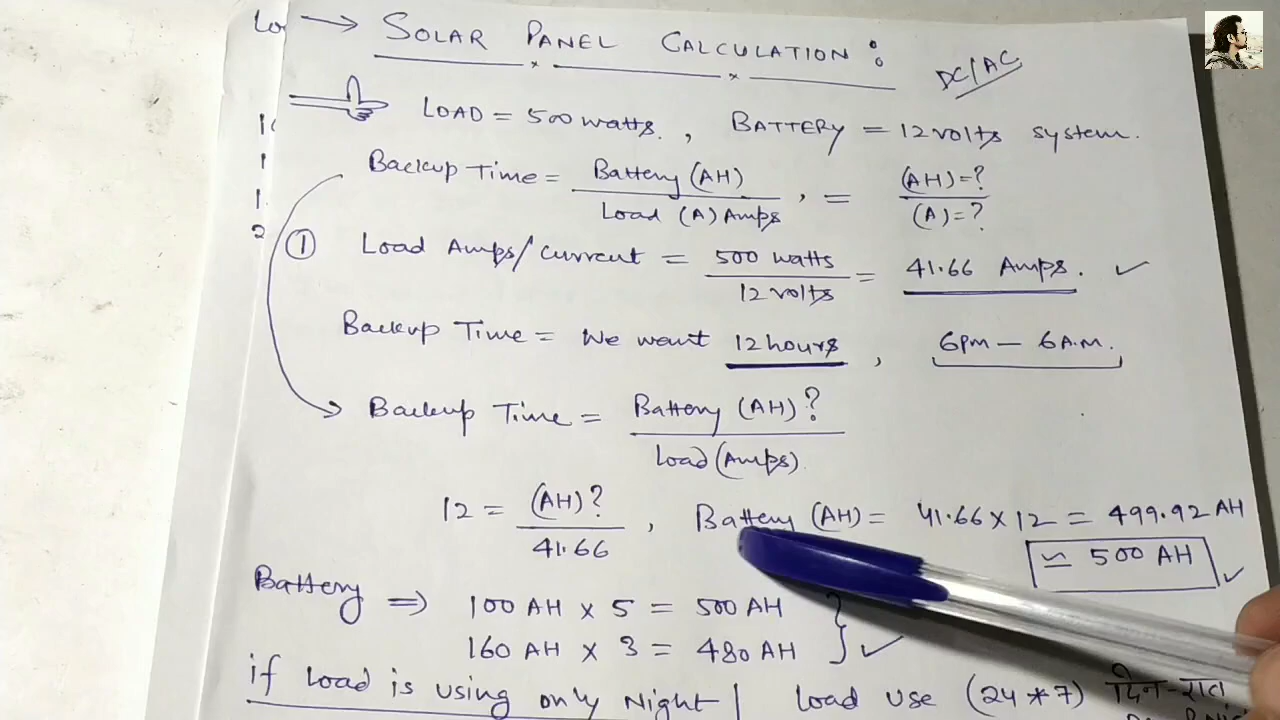 → SOLAR PANEL CALCULATION:
DC/AC
LOAD = 500 watts. , BATTERY = 12 volts system.
Backup Time = Battery (AH) / Load (A) Amps , = (AH)=? / (A)=?
① Load Amps/current = 500 watts / 12 volts = 41.66 Amps. ✓
Backup Time = We want 12 hours , 6pm – 6A.M.
Backup Time = Battery (AH)? / Load (Amps)
12 = (AH)? / 41.66 , Battery (AH) = 41.66 × 12 = 499.92 AH
≃ 500 AH ✓
Battery ⇒ 100 AH × 5 = 500 AH
160 AH × 3 = 480 AH ✓
if Load is using only Night | Load use (24*7) दिन-रात